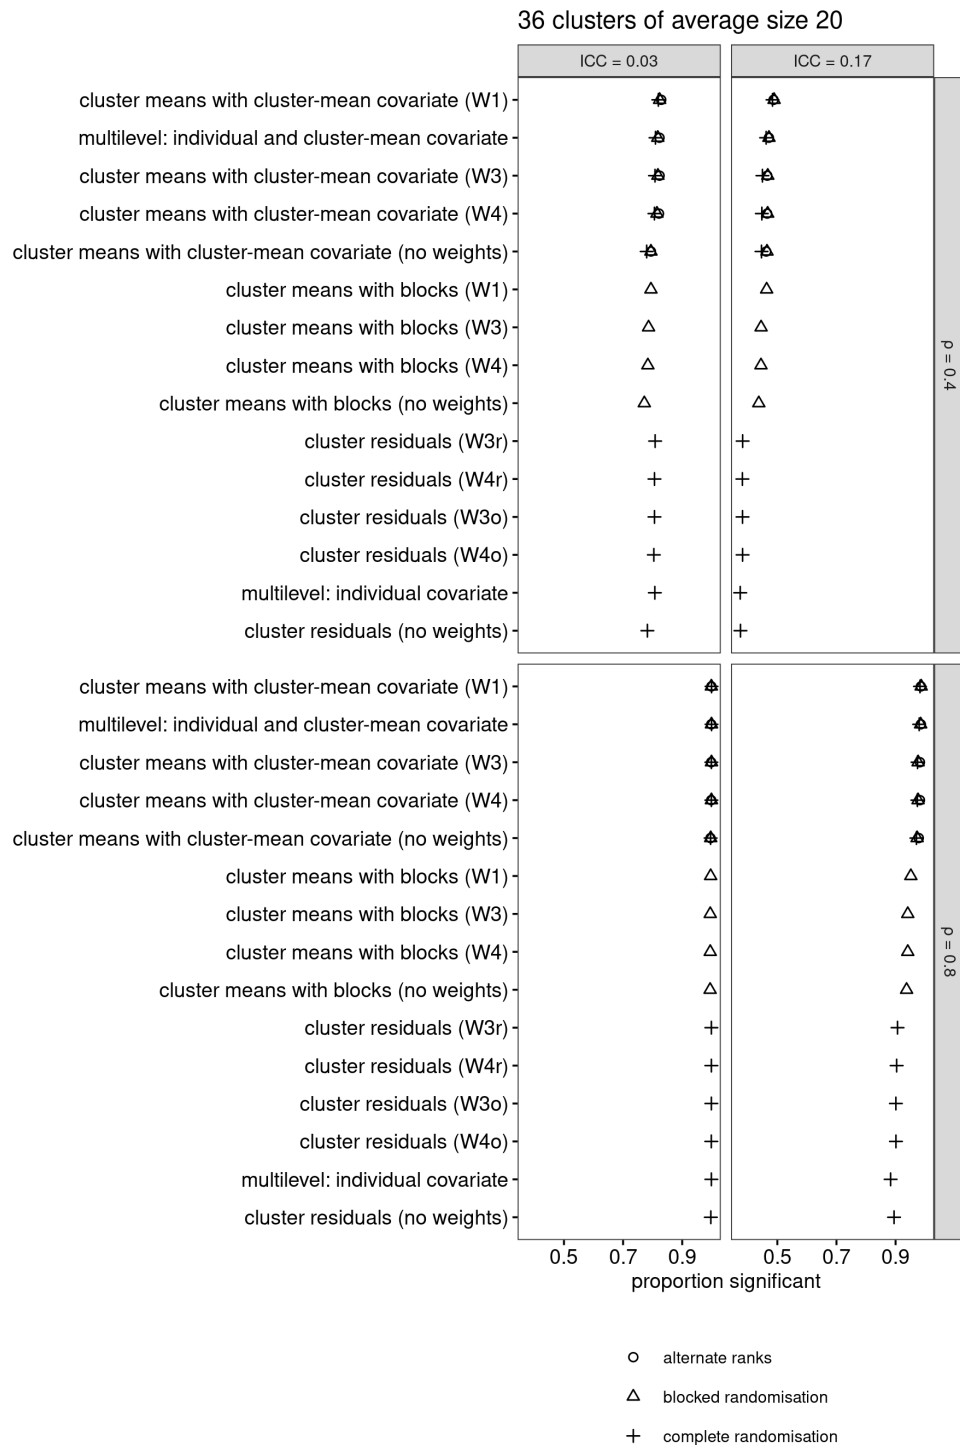 36 clusters of average size 20
ICC = 0.03
ICC = 0.17
cluster means with cluster-mean covariate (W1)
multilevel: individual and cluster-mean covariate
cluster means with cluster-mean covariate (W3)
cluster means with cluster-mean covariate (W4)
cluster means with cluster-mean covariate (no weights)
cluster means with blocks (W1)
cluster means with blocks (W3)
cluster means with blocks (W4)
cluster means with blocks (no weights)
cluster residuals (W3r)
cluster residuals (W4r)
cluster residuals (W3o)
cluster residuals (W4o)
multilevel: individual covariate
cluster residuals (no weights)
ρ = 0.4
cluster means with cluster-mean covariate (W1)
multilevel: individual and cluster-mean covariate
cluster means with cluster-mean covariate (W3)
cluster means with cluster-mean covariate (W4)
cluster means with cluster-mean covariate (no weights)
cluster means with blocks (W1)
cluster means with blocks (W3)
cluster means with blocks (W4)
cluster means with blocks (no weights)
cluster residuals (W3r)
cluster residuals (W4r)
cluster residuals (W3o)
cluster residuals (W4o)
multilevel: individual covariate
cluster residuals (no weights)
ρ = 0.8
0.5 0.7 0.9
0.5 0.7 0.9
proportion significant
alternate ranks
blocked randomisation
complete randomisation